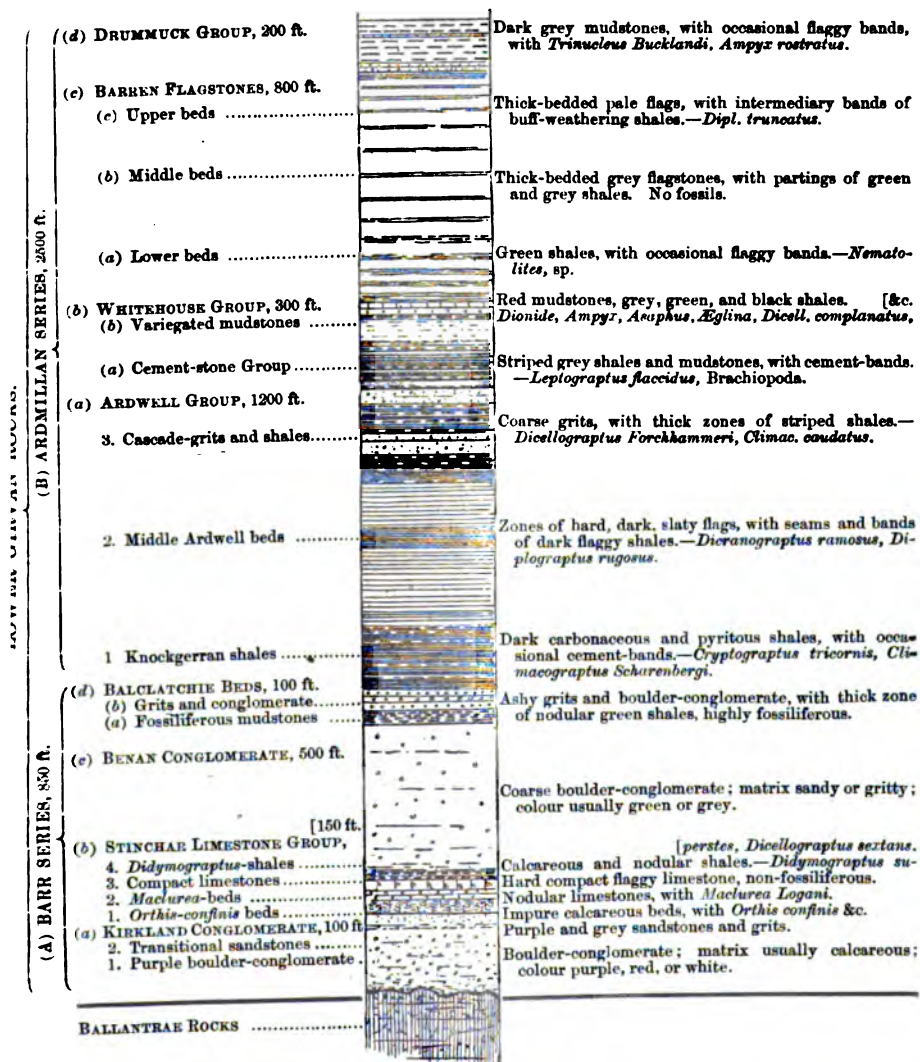 (d) DRUMMUCK GROUP, 200 ft.
Dark grey mudstones, with occasional flaggy bands,
with Trinucleus Bucklandi, Ampyx rostratus.
(c) BARREN FLAGSTONES, 800 ft.
(c) Upper beds
Thick-bedded pale flags, with intermediary bands of
buff-weathering shales.—Dipl. truncatus.
(b) Middle beds
Thick-bedded grey flagstones, with partings of green
and grey shales. No fossils.
(a) Lower beds
Green shales, with occasional flaggy bands.—Nemato-
lites, sp.
(b) WHITEHOUSE GROUP, 300 ft.
(b) Variegated mudstones
Red mudstones, grey, green, and black shales. [&c.
Dionide, Ampyx, Asaphus, Æglina, Dicell. complanatus,
(a) Cement-stone Group
Striped grey shales and mudstones, with cement-bands.
—Leptograptus flaccidus, Brachiopoda.
(a) ARDWELL GROUP, 1200 ft.
3. Cascade-grits and shales
Coarse grits, with thick zones of striped shales.—
Dicellograptus Forchhammeri, Climac. caudatus.
2. Middle Ardwell beds
Zones of hard, dark, slaty flags, with seams and bands
of dark flaggy shales.—Dicranograptus ramosus, Di-
plograptus rugosus.
1 Knockgerran shales
Dark carbonaceous and pyritous shales, with occa-
sional cement-bands.—Cryptograptus tricornis, Cli-
macograptus Scharenbergi.
(B) ARDMILLAN SERIES, 2500 ft.
(d) BALCLATCHIE BEDS, 100 ft.
(b) Grits and conglomerate
(a) Fossiliferous mudstones
Ashy grits and boulder-conglomerate, with thick zone
of nodular green shales, highly fossiliferous.
(c) BENAN CONGLOMERATE, 500 ft.
Coarse boulder-conglomerate; matrix sandy or gritty;
colour usually green or grey.
[150 ft.
(b) STINCHAR LIMESTONE GROUP,
4. Didymograptus-shales
[perstes, Dicellograptus sextans.
Calcareous and nodular shales.—Didymograptus su-
3. Compact limestones
Hard compact flaggy limestone, non-fossiliferous.
2. Maclurea-beds
Nodular limestones, with Maclurea Logani.
1. Orthis-confinis beds
Impure calcareous beds, with Orthis confinis &c.
(a) KIRKLAND CONGLOMERATE, 100 ft
2. Transitional sandstones
Purple and grey sandstones and grits.
1. Purple boulder-conglomerate
Boulder-conglomerate; matrix usually calcareous;
colour purple, red, or white.
(A) BARR SERIES, 850 ft.
BALLANTRAE ROCKS